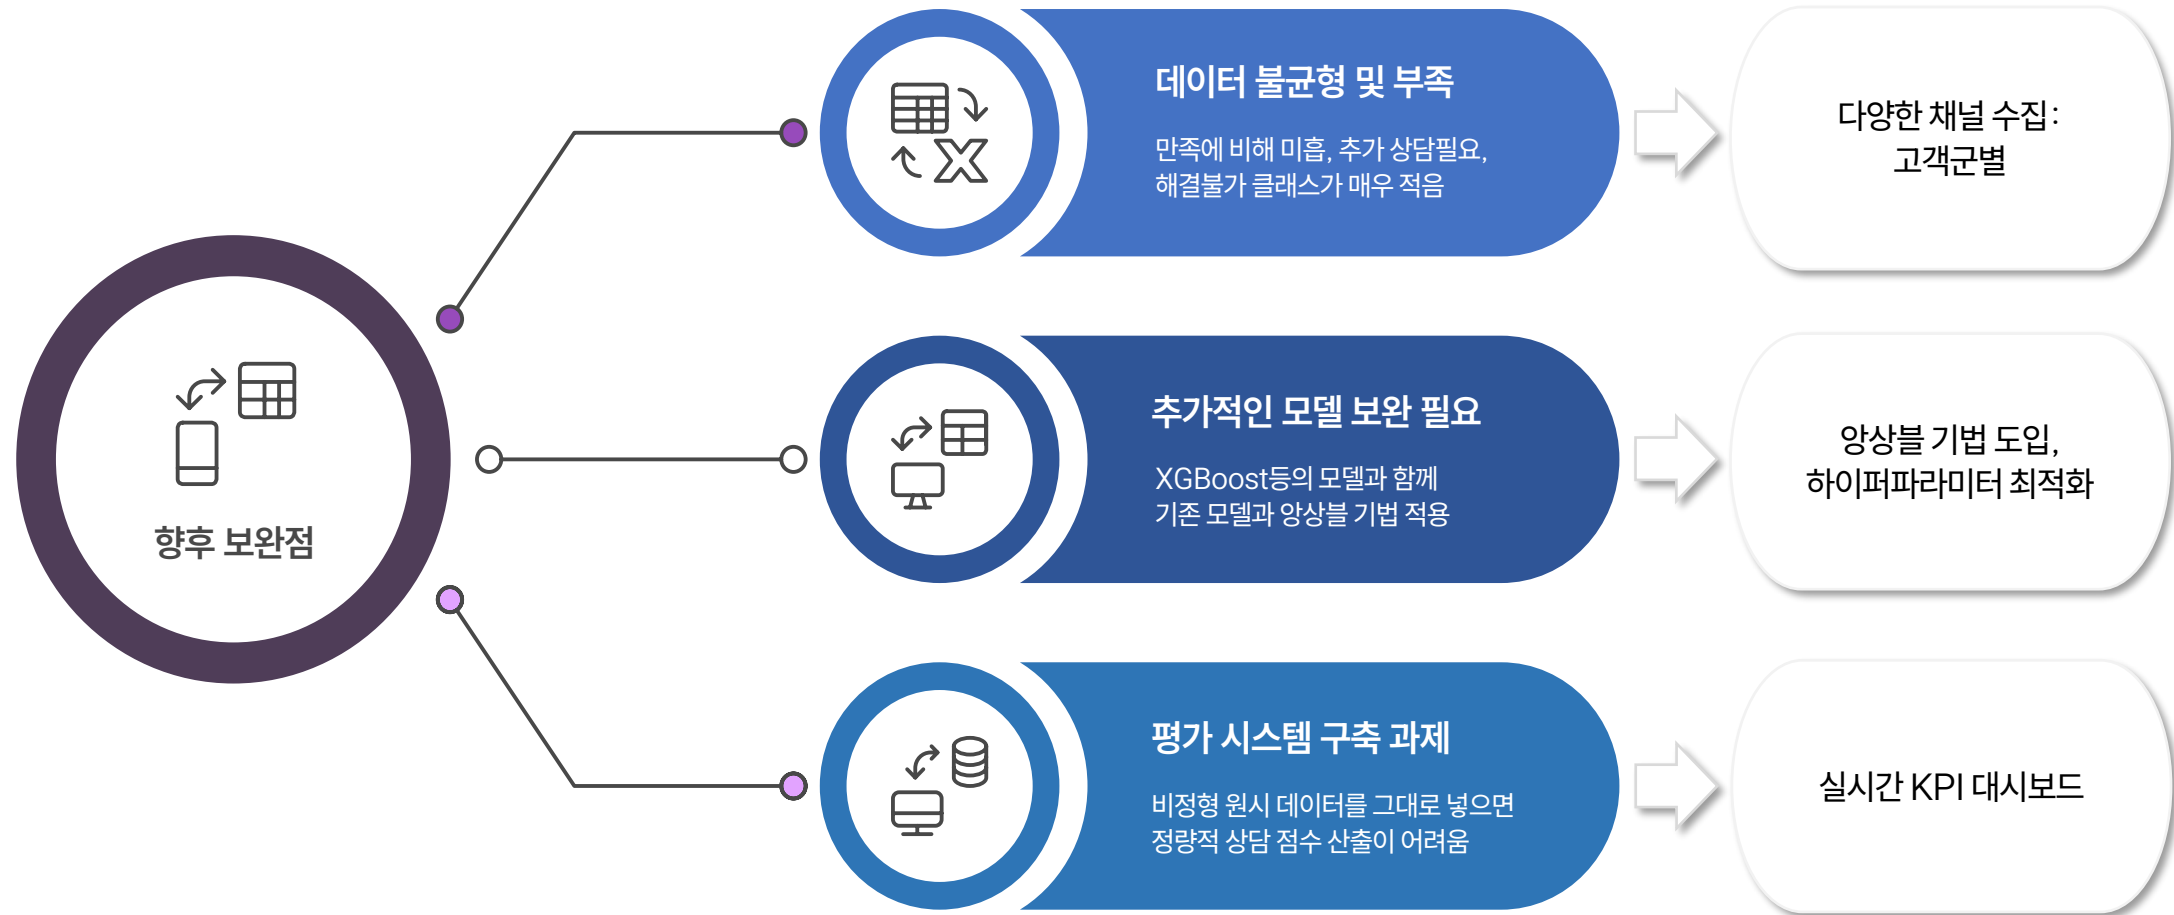 향후 보완점
데이터 불균형 및 부족
만족에 비해 미흡, 추가 상담필요,
해결불가 클래스가 매우 적음
다양한 채널 수집:
고객군별
추가적인 모델 보완 필요
XGBoost등의 모델과 함께
기존 모델과 앙상블 기법 적용
앙상블 기법 도입,
하이퍼파라미터 최적화
평가 시스템 구축 과제
비정형 원시 데이터를 그대로 넣으면
정량적 상담 점수 산출이 어려움
실시간 KPI 대시보드